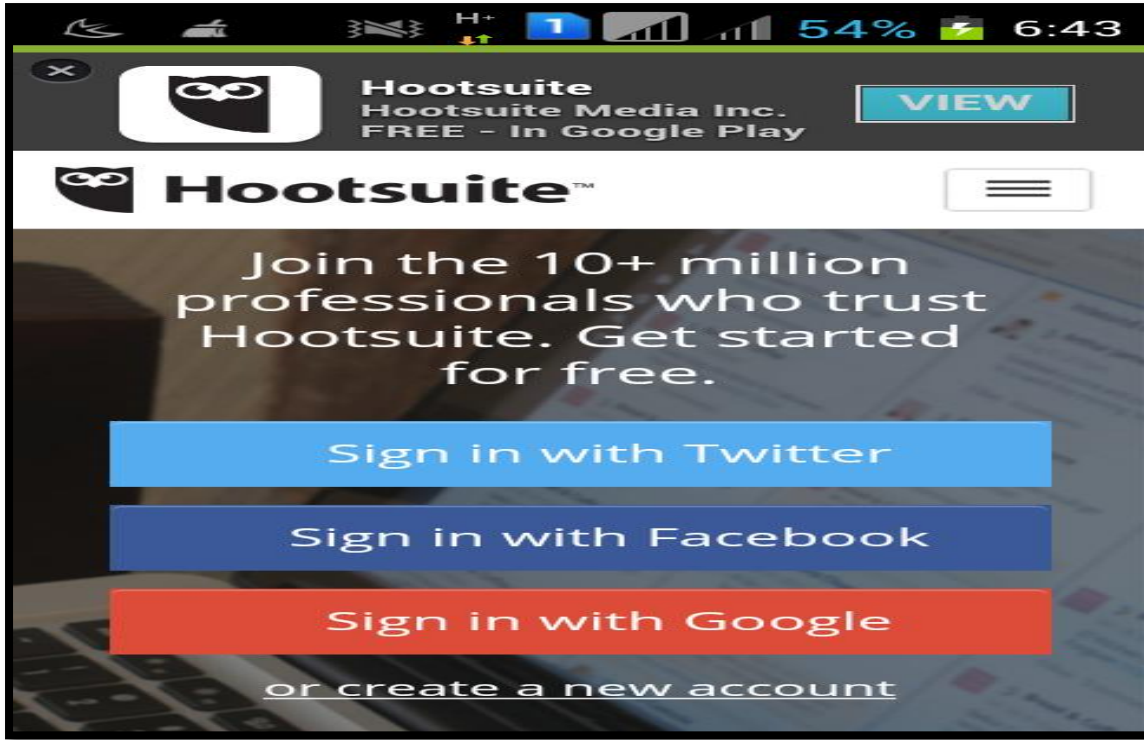 H+
1
54%
6:43
Hootsuite
Hootsuite Media Inc.
FREE - In Google Play
VIEW
Hootsuite™
Join the 10+ million
professionals who trust
Hootsuite. Get started
for free.
Sign in with Twitter
Sign in with Facebook
Sign in with Google
or create a new account